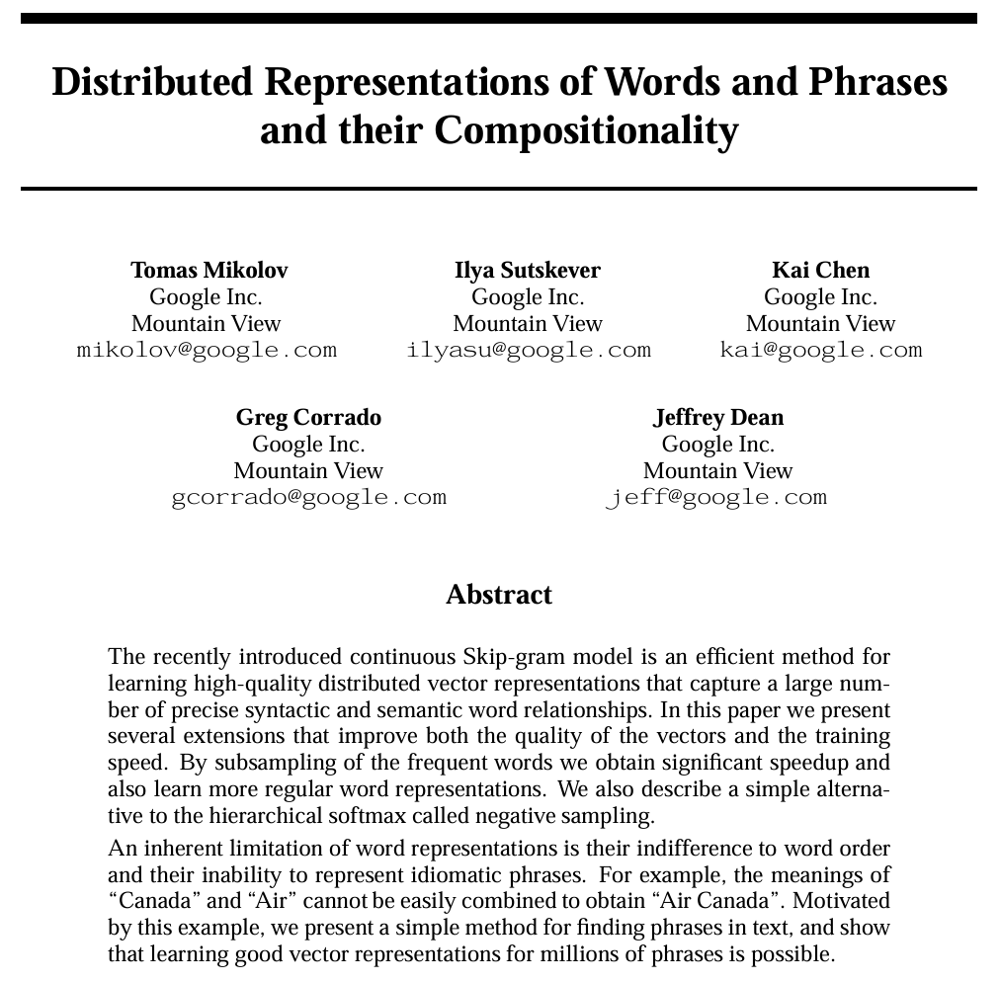 Distributed Representations of Words and Phrases
and their Compositionality
Tomas Mikolov
Google Inc.
Mountain View
mikolov@google.com
Ilya Sutskever
Google Inc.
Mountain View
ilyasu@google.com
Kai Chen
Google Inc.
Mountain View
kai@google.com
Greg Corrado
Google Inc.
Mountain View
gcorrado@google.com
Jeffrey Dean
Google Inc.
Mountain View
jeff@google.com
Abstract
The recently introduced continuous Skip-gram model is an efficient method for
learning high-quality distributed vector representations that capture a large num-
ber of precise syntactic and semantic word relationships. In this paper we present
several extensions that improve both the quality of the vectors and the training
speed. By subsampling of the frequent words we obtain significant speedup and
also learn more regular word representations. We also describe a simple alterna-
tive to the hierarchical softmax called negative sampling.
An inherent limitation of word representations is their indifference to word order
and their inability to represent idiomatic phrases. For example, the meanings of
“Canada” and “Air” cannot be easily combined to obtain “Air Canada”. Motivated
by this example, we present a simple method for finding phrases in text, and show
that learning good vector representations for millions of phrases is possible.